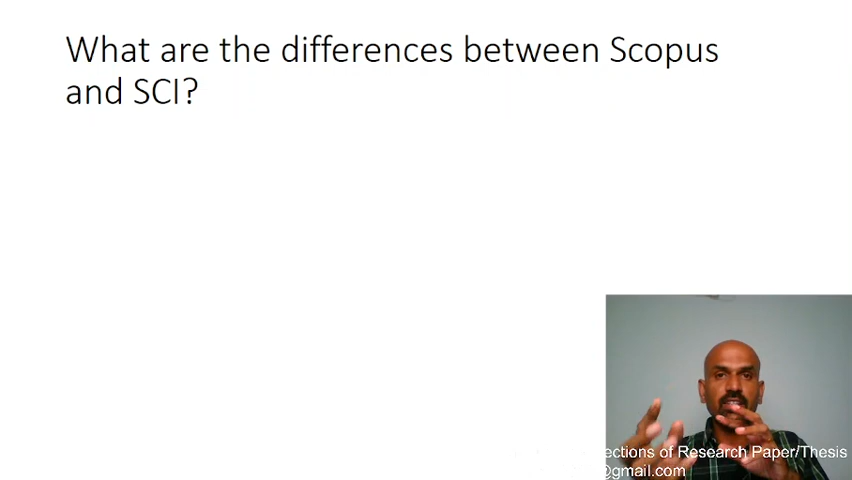 What are the differences between Scopus
and SCI?
ections of Research Paper/Thesis
@gmail.com